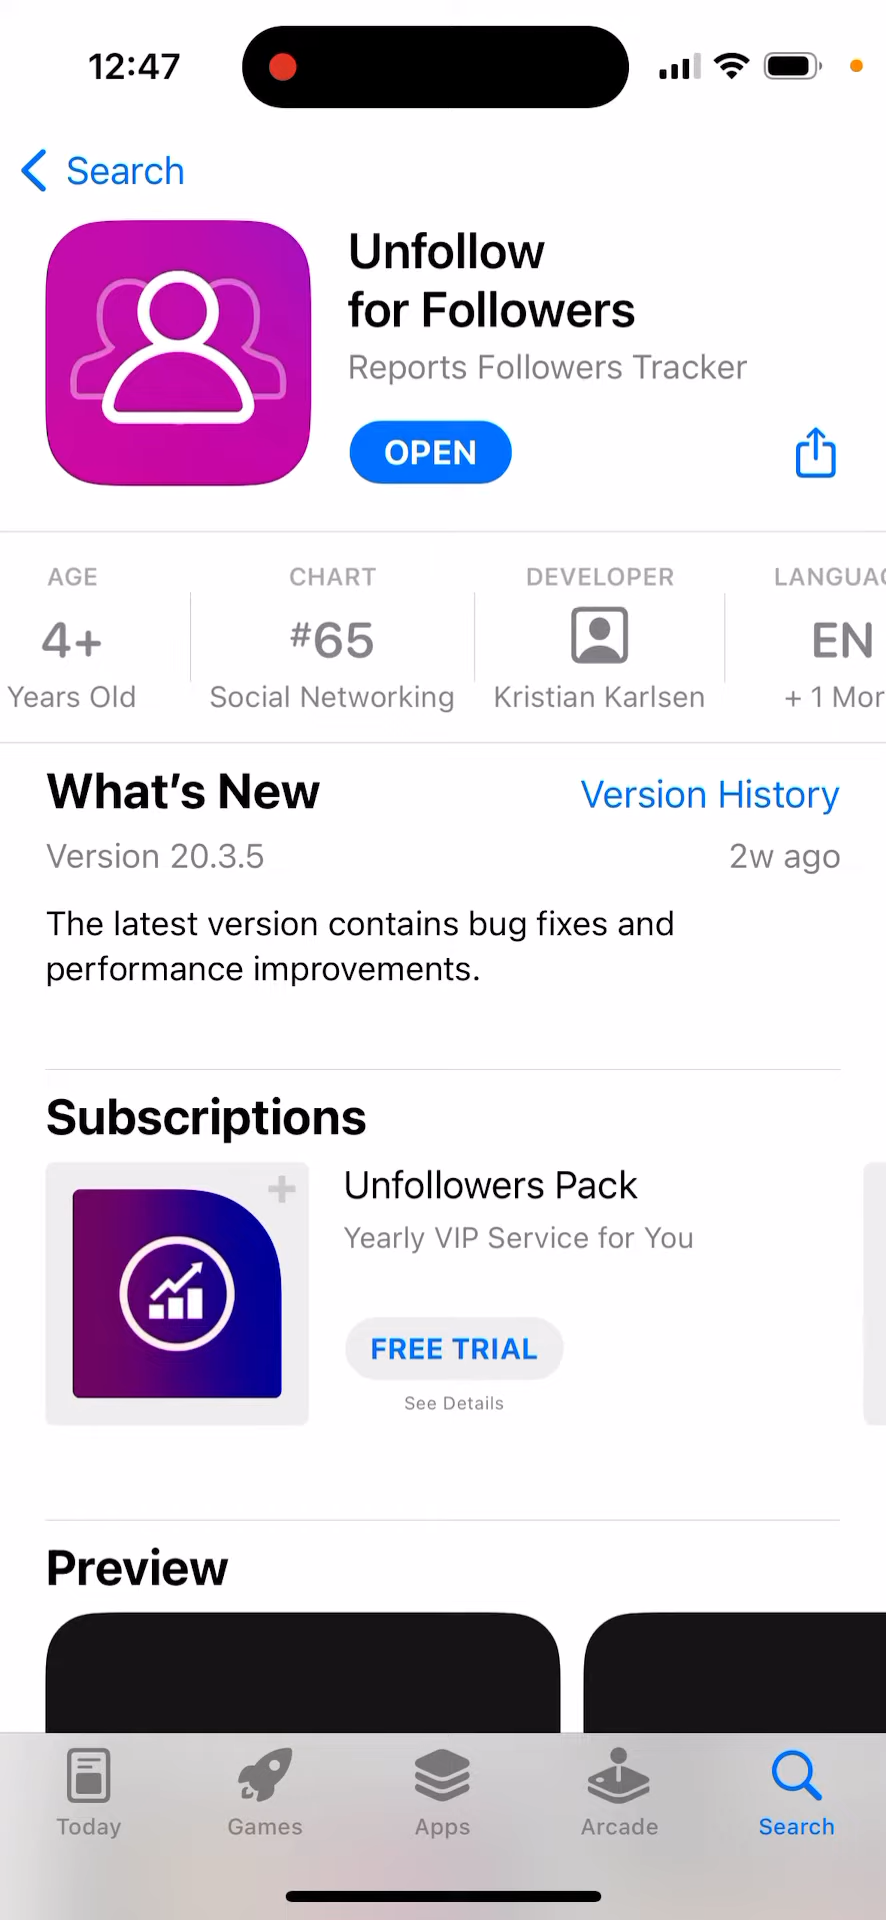 12:47
Search
Unfollow
for Followers
Reports Followers Tracker
OPEN
AGE
4+
Years Old
CHART
#65
Social Networking
DEVELOPER
Kristian Karlsen
LANGUAG
EN
+ 1 Mor
What's New
Version History
Version 20.3.5
2w ago
The latest version contains bug fixes and
performance improvements.
Subscriptions
Unfollowers Pack
Yearly VIP Service for You
FREE TRIAL
See Details
Preview
Today
Games
Apps
Arcade
Search